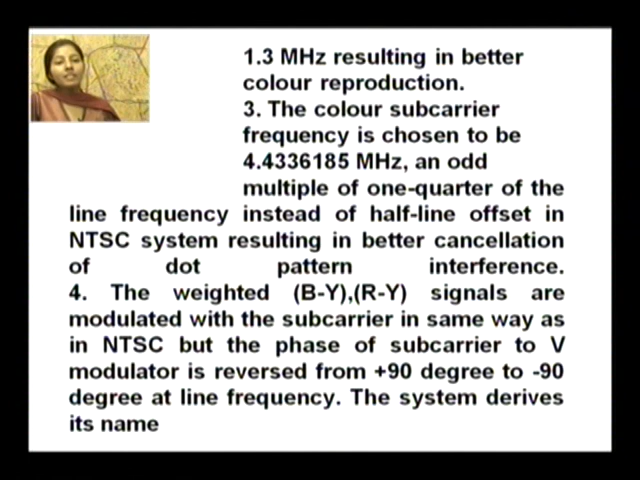 1.3 MHz resulting in better
colour reproduction.
3. The colour subcarrier
frequency is chosen to be
4.4336185 MHz, an odd
multiple of one-quarter of the
line frequency instead of half-line offset in
NTSC system resulting in better cancellation
of dot pattern interference.
4. The weighted (B-Y),(R-Y) signals are
modulated with the subcarrier in same way as
in NTSC but the phase of subcarrier to V
modulator is reversed from +90 degree to -90
degree at line frequency. The system derives
its name